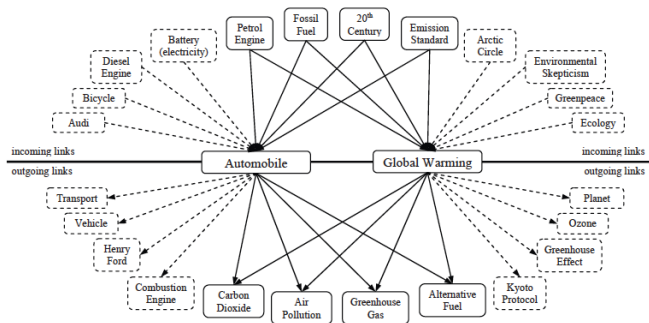 Battery
(electricity)
Petrol
Engine
Fossil
Fuel
20th
Century
Emission
Standard
Arctic
Circle
Diesel
Engine
Environmental
Skepticism
Bicycle
Greenpeace
Audi
Ecology
incoming links
incoming links
Automobile
Global Warming
outgoing links
outgoing links
Transport
Planet
Vehicle
Ozone
Henry
Ford
Greenhouse
Effect
Combustion
Engine
Carbon
Dioxide
Air
Pollution
Greenhouse
Gas
Alternative
Fuel
Kyoto
Protocol